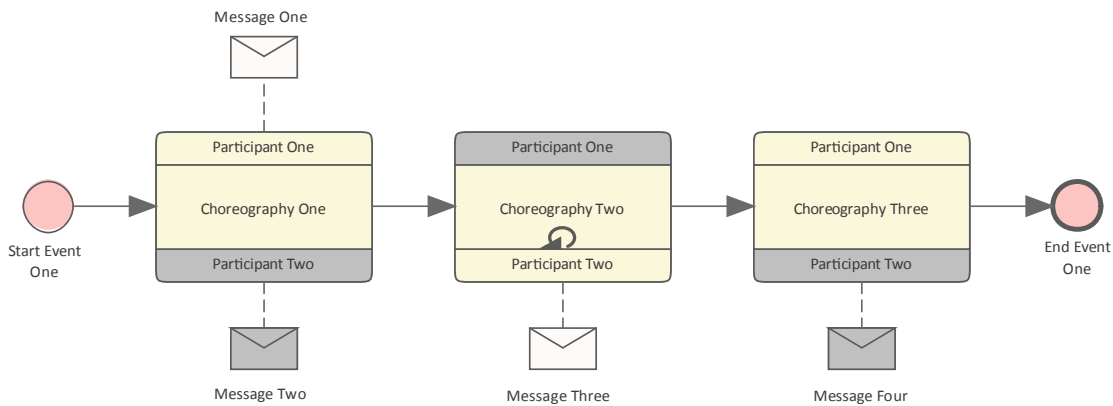 Message One
Participant One
Participant One
Participant One
Choreography One
Choreography Two
Choreography Three
Start Event
One
End Event
One
Participant Two
Participant Two
Participant Two
Message Two
Message Three
Message Four